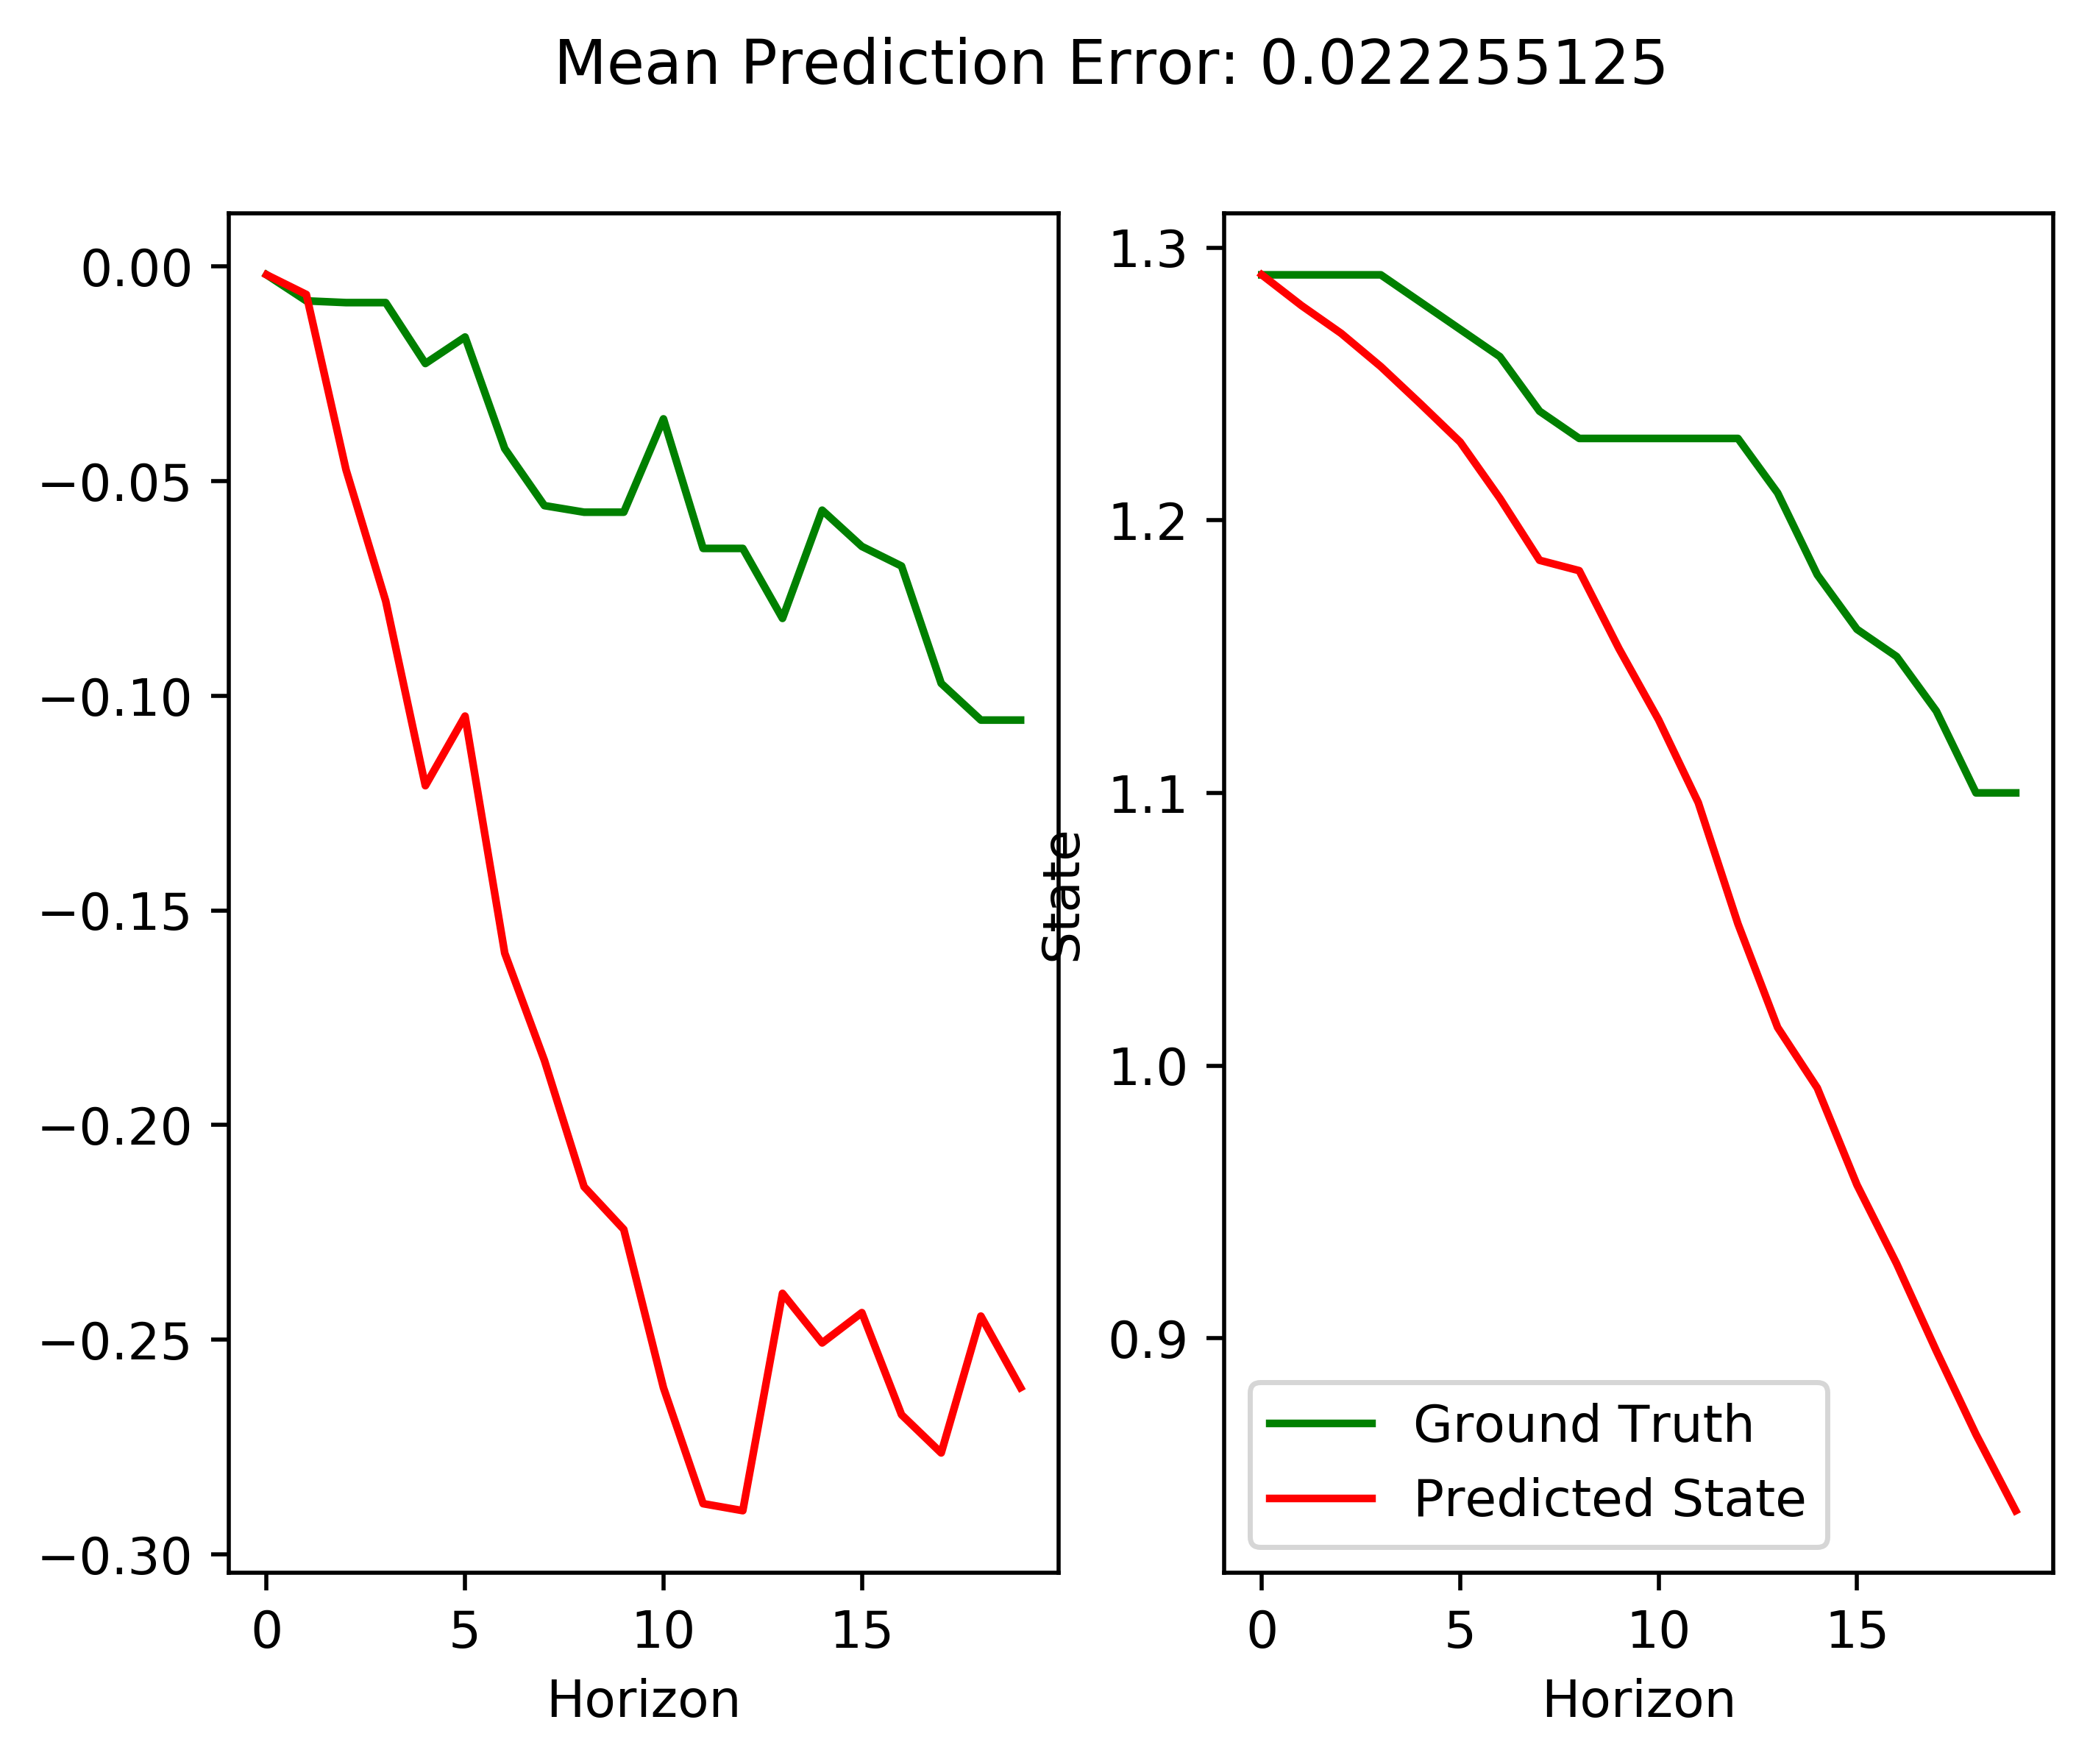 Mean Prediction Error: 0.022255125
0.00
−0.05
−0.10
−0.15
−0.20
−0.25
−0.30
0 5 10 15
Horizon
State
1.3
1.2
1.1
1.0
0.9
Ground Truth
Predicted State
0 5 10 15
Horizon